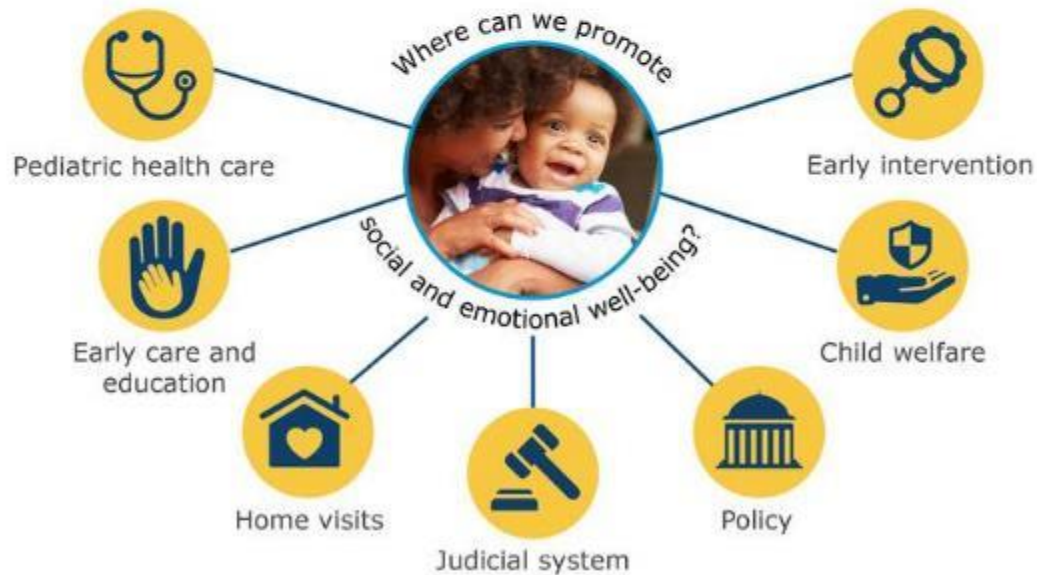 Where can we promote
social and emotional well-being?
Pediatric health care
Early intervention
Early care and
education
Child welfare
Home visits
Policy
Judicial system